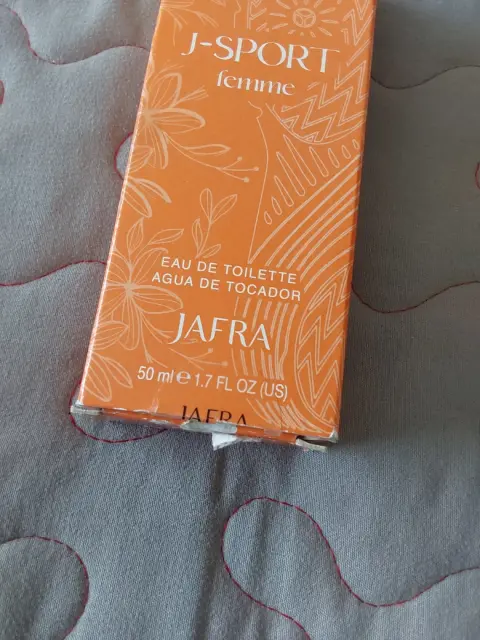 J-SPORT
femme
EAU DE TOILETTE
AGUA DE TOCADOR
JAFRA
50 ml ℮ 1.7 FL OZ (US)
JAFRA